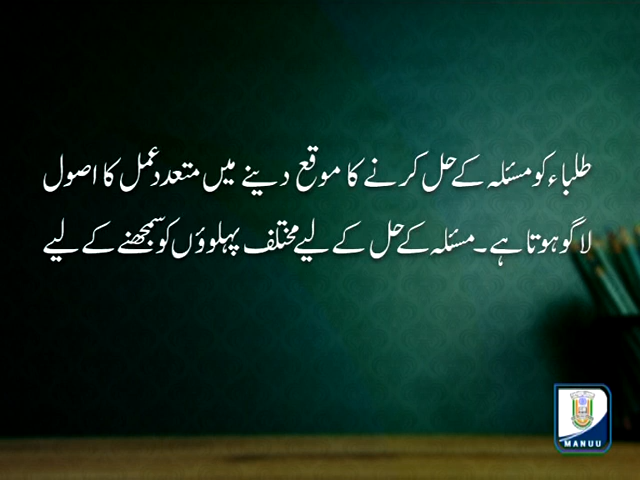 طلباء کو مسئلہ کے حل کرنے کا موقع دینے میں متعدد عمل کا اصول
لاگو ہوتا ہے۔ مسئلہ کے حل کے لیے مختلف پہلوؤں کو سمجھنے کے لیے
MANUU